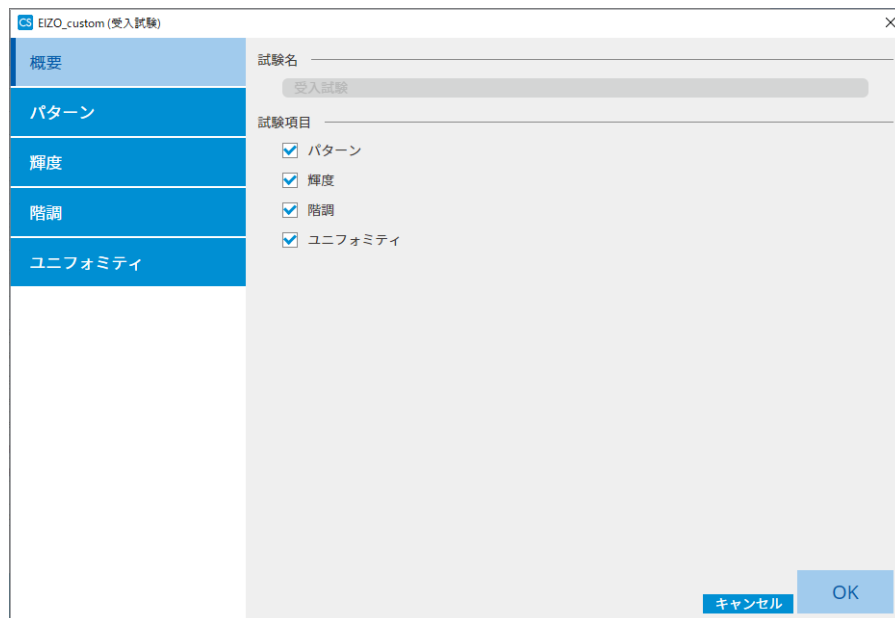 CS EIZO_custom (受入試験)
概要
パターン
輝度
階調
ユニフォミティ
試験名
受入試験
試験項目
パターン
輝度
階調
ユニフォミティ
キャンセル
OK